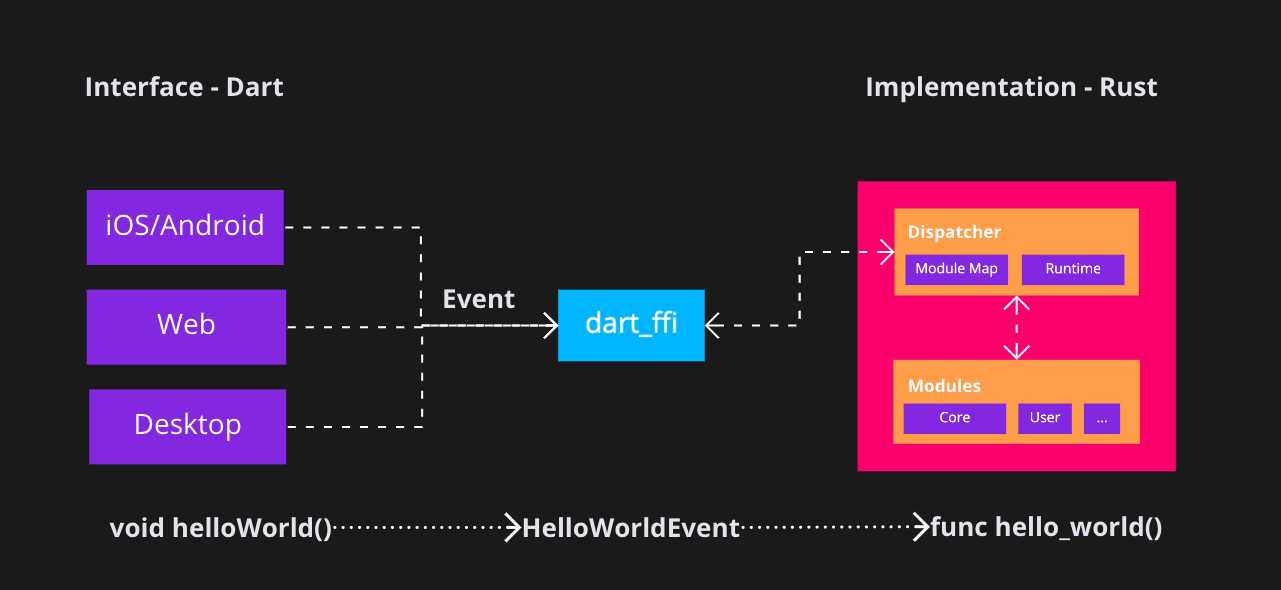 Interface - Dart
Implementation - Rust
iOS/Android
Web
Desktop
Event
dart_ffi
Dispatcher
Module Map
Runtime
Modules
Core
User
...
void helloWorld()
HelloWorldEvent
func hello_world()